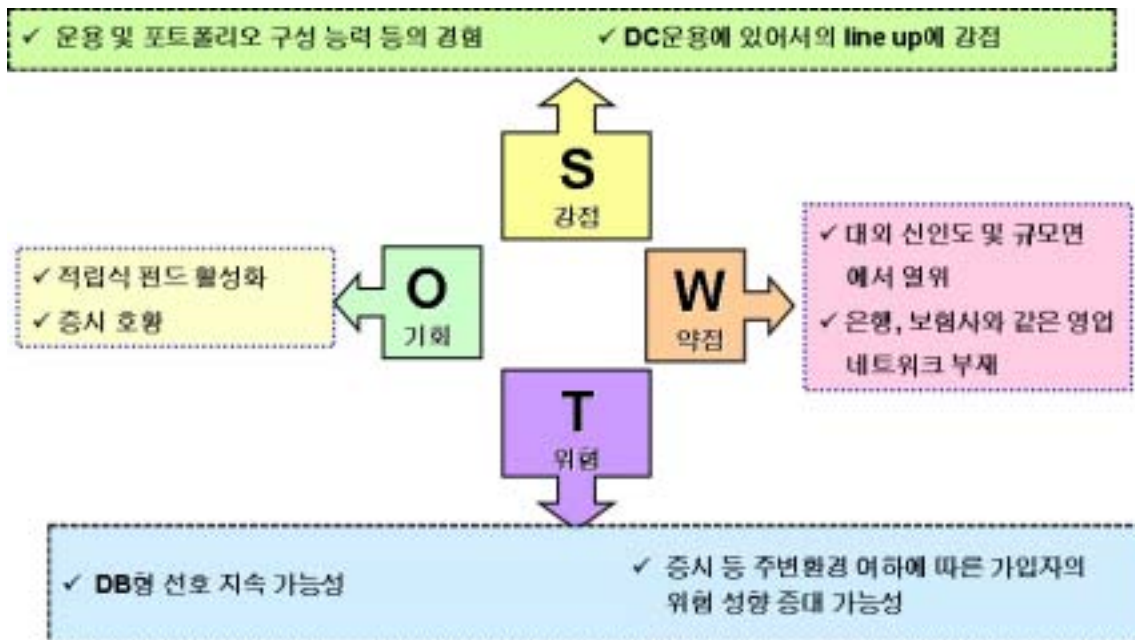 ✓ 운용 및 포트폴리오 구성 능력 등의 경험
✓ DC운용에 있어서의 line up에 강점
S
강점
✓ 적립식 펀드 활성화
✓ 증시 호황
O
기회
W
약점
✓ 대외 신인도 및 규모면
에서 열위
✓ 은행, 보험사와 같은 영업
네트워크 부재
T
위협
✓ DB형 선호 지속 가능성
✓ 증시 등 주변환경 여하에 따른 가입자의
위험 성향 증대 가능성